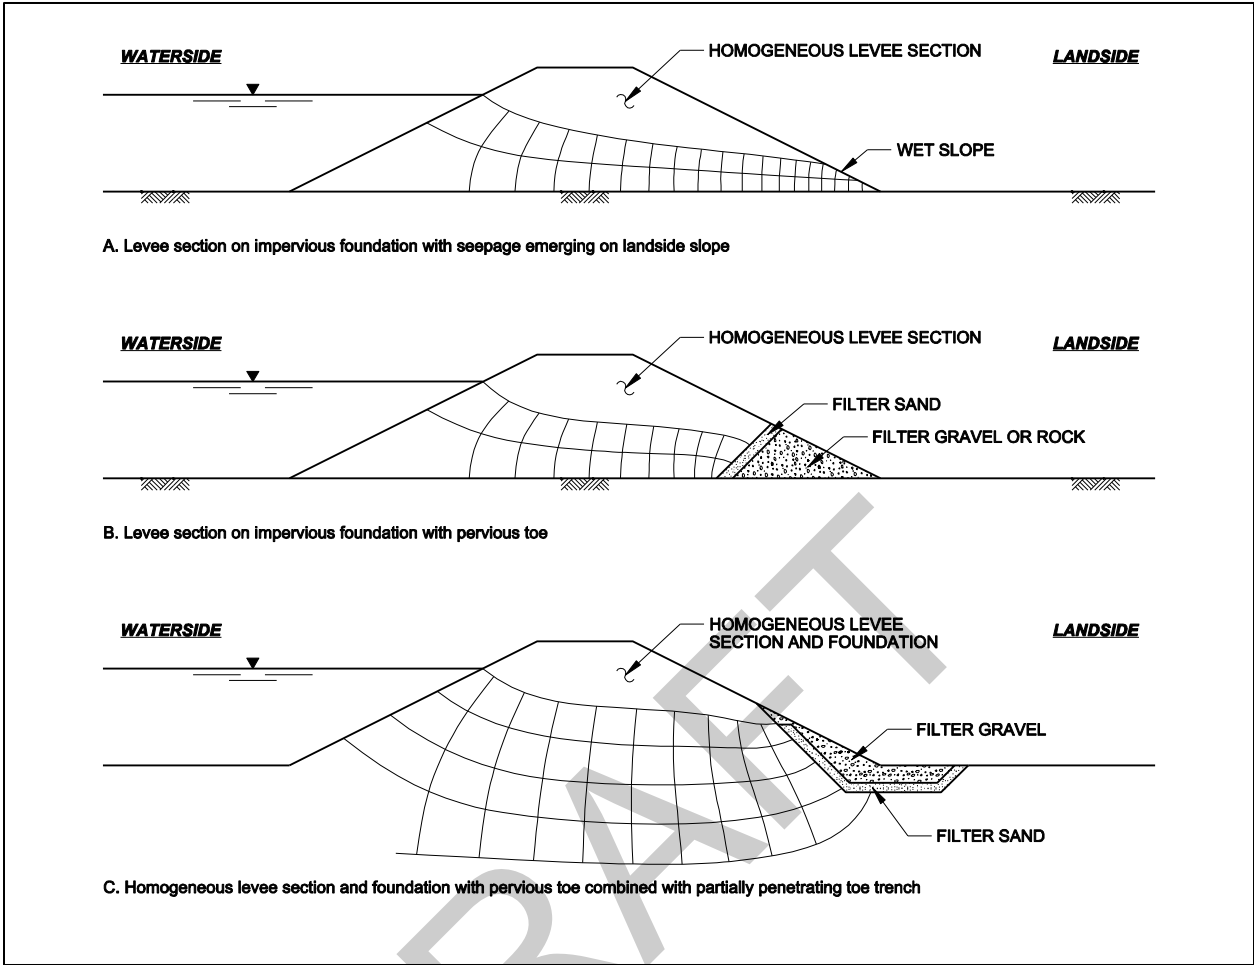 WATERSIDE
HOMOGENEOUS LEVEE SECTION
LANDSIDE
WET SLOPE
A. Levee section on impervious foundation with seepage emerging on landside slope
WATERSIDE
HOMOGENEOUS LEVEE SECTION
LANDSIDE
FILTER SAND
FILTER GRAVEL OR ROCK
B. Levee section on impervious foundation with pervious toe
WATERSIDE
HOMOGENEOUS LEVEE
SECTION AND FOUNDATION
LANDSIDE
FILTER GRAVEL
FILTER SAND
C. Homogeneous levee section and foundation with pervious toe combined with partially penetrating toe trench
RAFT